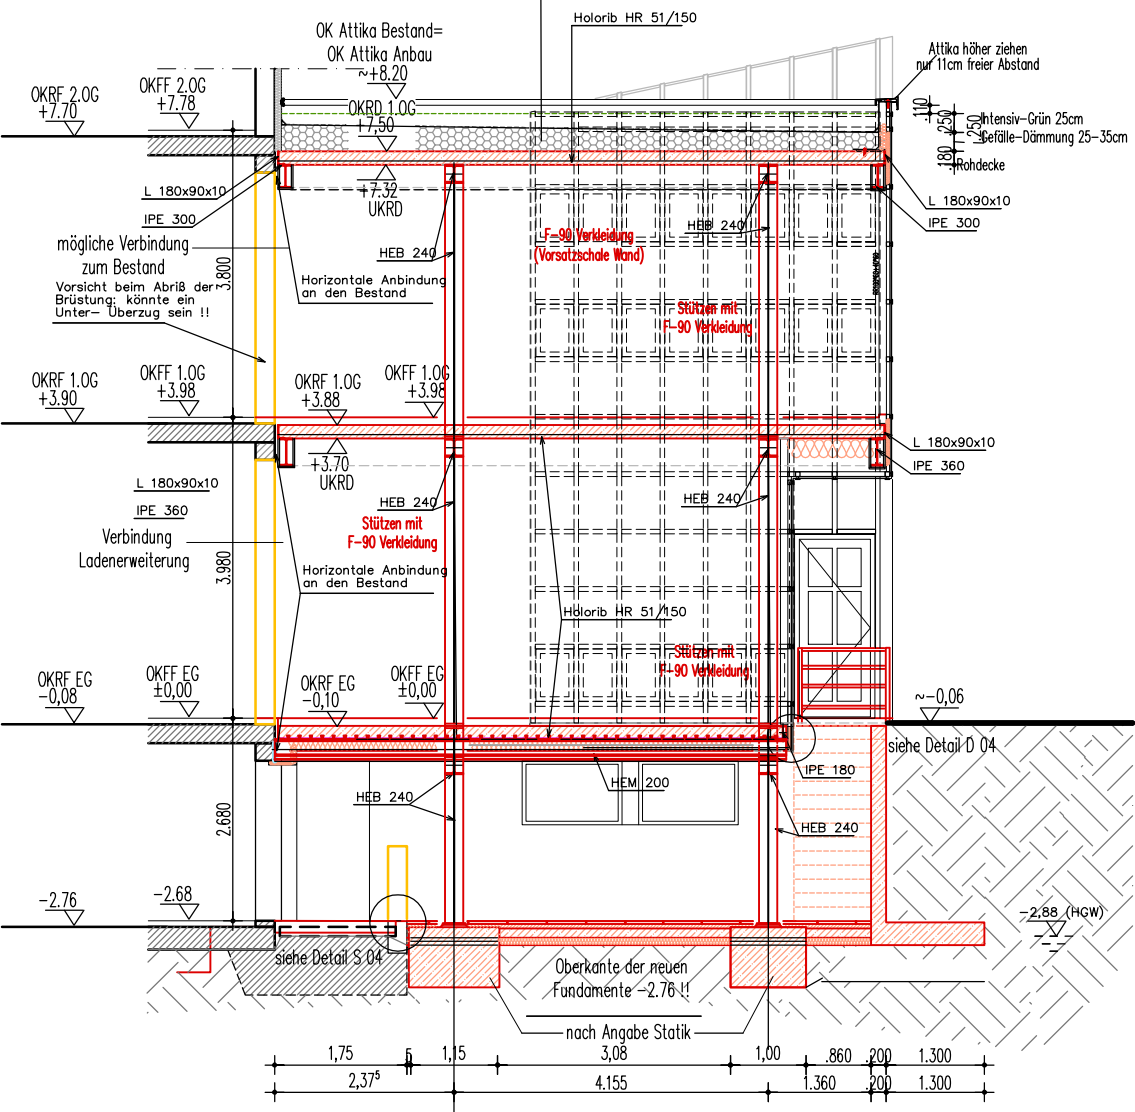 Holorib HR 51/150
OK Attika Bestand=
OK Attika Anbau
~+8.20
Attika höher ziehen
nur 11cm freier Abstand
OKRF 2.OG
+7.70
OKFF 2.OG
+7.78
OKRD 1.OG
+7,50
110
250
250
180
Intensiv-Grün 25cm
Gefälle-Dämmung 25-35cm
Rohdecke
+7.32
UKRD
L 180x90x10
IPE 300
L 180x90x10
IPE 300
HEB 240
HEB 240
F-90 Verkleidung
(Vorsatzschale Wand)
mögliche Verbindung
zum Bestand
Vorsicht beim Abriß der
Brüstung: könnte ein
Unter- Überzug sein !!
3.800
Horizontale Anbindung
an den Bestand
Stützen mit
F-90 Verkleidung
OKRF 1.OG
+3.90
OKFF 1.OG
+3.98
OKRF 1.OG
+3.88
OKFF 1.OG
+3.98
+3.70
UKRD
L 180x90x10
IPE 360
L 180x90x10
IPE 360
HEB 240
HEB 240
Stützen mit
F-90 Verkleidung
Verbindung
Ladenerweiterung
3.980
Horizontale Anbindung
an den Bestand
Holorib HR 51/150
Stützen mit
F-90 Verkleidung
OKRF EG
-0,08
OKFF EG
±0,00
OKRF EG
-0,10
OKFF EG
±0,00
~-0,06
siehe Detail D 04
IPE 180
HEM 200
HEB 240
HEB 240
2.680
-2.76
-2.68
-2,88 (HGW)
siehe Detail S 04
Oberkante der neuen
Fundamente -2.76 !!
nach Angabe Statik
1,75
5
1,15
3,08
1,00
.860
.200
1.300
2,37⁵
4.155
1.360
.200
1.300